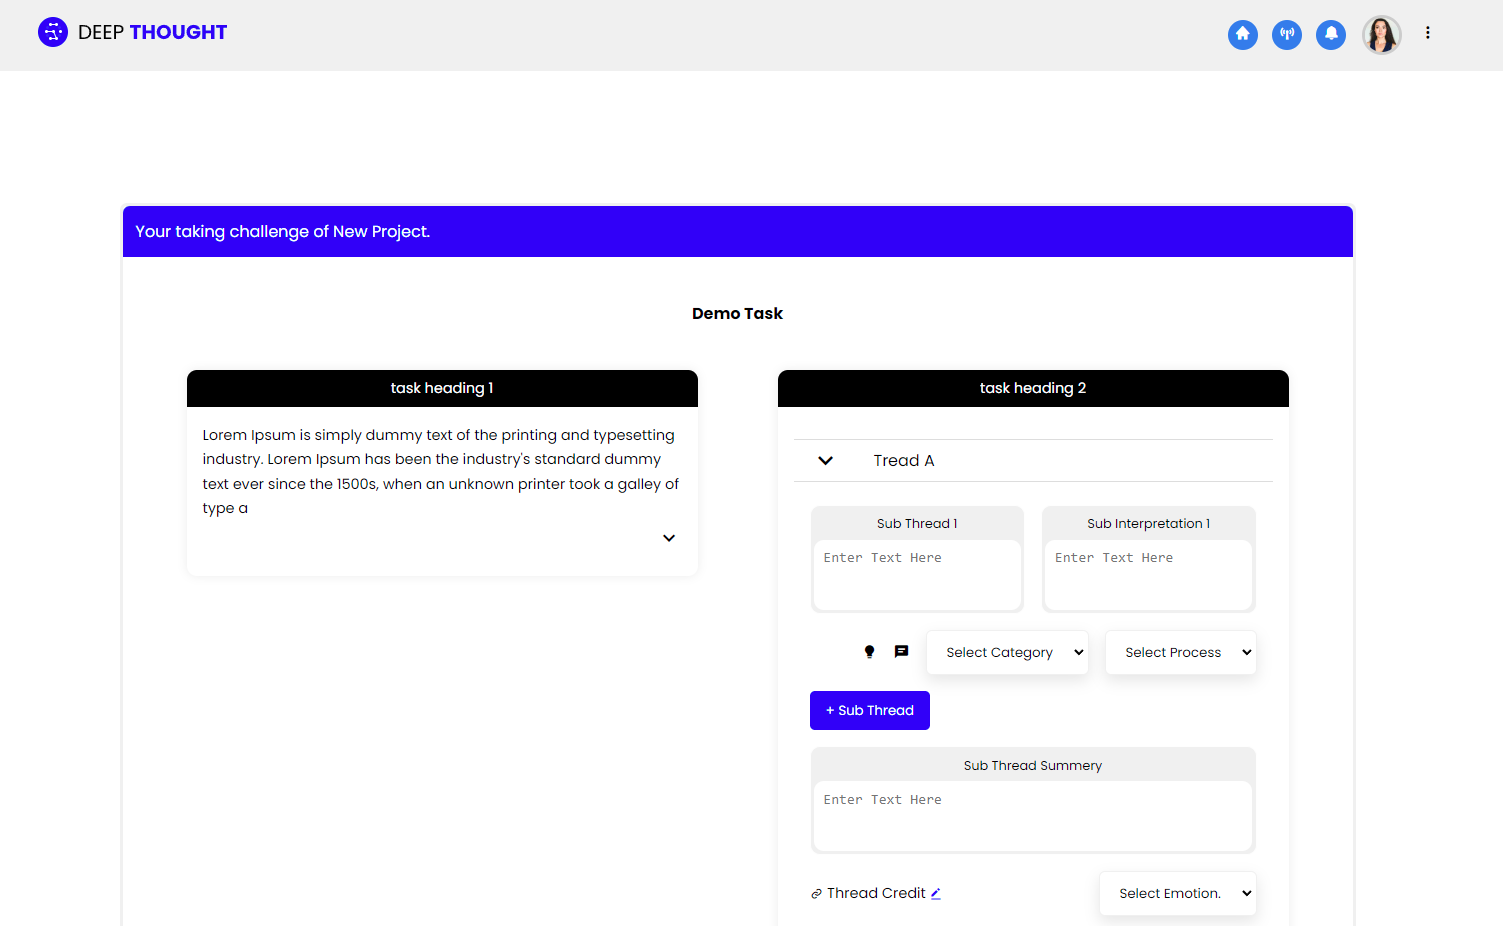 DEEP THOUGHT
Your taking challenge of New Project.
Demo Task
task heading 1
Lorem Ipsum is simply dummy text of the printing and typesetting
industry. Lorem Ipsum has been the industry's standard dummy
text ever since the 1500s, when an unknown printer took a galley of
type a
task heading 2
Tread A
Sub Thread 1
Enter Text Here
Sub Interpretation 1
Enter Text Here
Select Category
Select Process
+ Sub Thread
Sub Thread Summery
Enter Text Here
Thread Credit
Select Emotion.